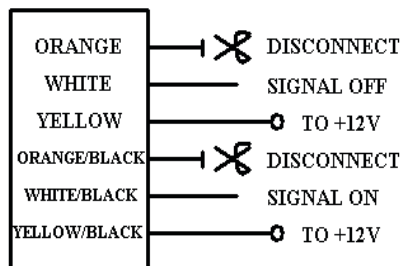 ORANGE DISCONNECT
WHITE SIGNAL OFF
YELLOW TO +12V
ORANGE/BLACK DISCONNECT
WHITE/BLACK SIGNAL ON
YELLOW/BLACK TO +12V